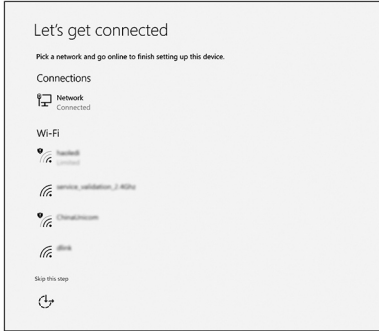 Let's get connected
Pick a network and go online to finish setting up this device.
Connections
Network
Connected
Wi-Fi
Limited
service_validation_2.4Ghz
ChinaUnicom
dlink
Skip this step